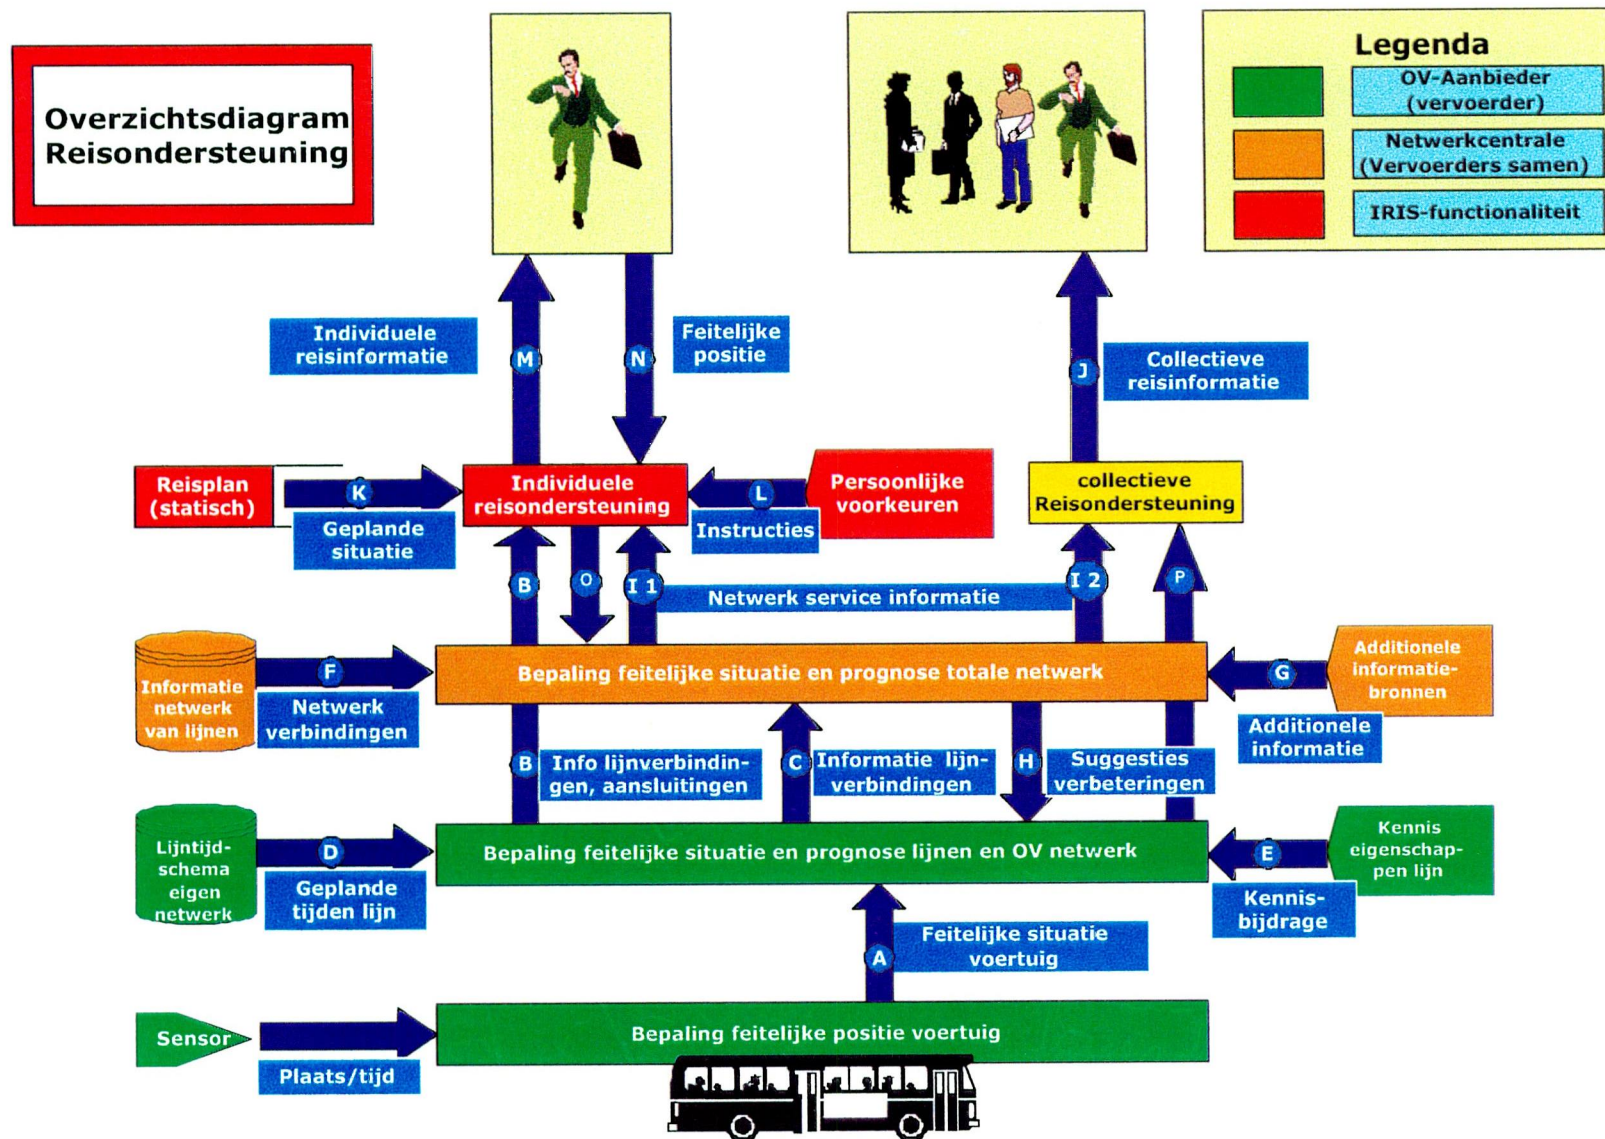 Overzichtsdiagram
Reisondersteuning
Legenda
OV-Aanbieder
(vervoerder)
Netwerkcentrale
(Vervoerders samen)
IRIS-functionaliteit
Individuele
reisinformatie
M
N
Feitelijke
positie
J
Collectieve
reisinformatie
Reisplan
(statisch)
K
Geplande
situatie
Individuele
reisondersteuning
L
Instructies
Persoonlijke
voorkeuren
collectieve
Reisondersteuning
B
O
I 1
Netwerk service informatie
I 2
P
Informatie
netwerk
van lijnen
F
Netwerk
verbindingen
Bepaling feitelijke situatie en prognose totale netwerk
G
Additionele
informatie
Additionele
informatie-
bronnen
B
Info lijnverbindin-
gen, aansluitingen
C
Informatie lijn-
verbindingen
H
Suggesties
verbeteringen
Lijntijd-
schema
eigen
netwerk
D
Geplande
tijden lijn
Bepaling feitelijke situatie en prognose lijnen en OV netwerk
E
Kennis-
bijdrage
Kennis
eigenschap-
pen lijn
A
Feitelijke situatie
voertuig
Sensor
Plaats/tijd
Bepaling feitelijke positie voertuig